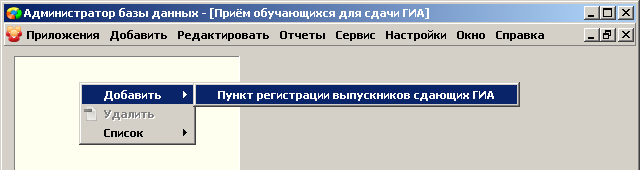 Администратор базы данных - [Приём обучающихся для сдачи ГИА]
Приложения Добавить Редактировать Отчеты Сервис Настройки Окно Справка
Добавить Пункт регистрации выпускников сдающих ГИА
Удалить
Список